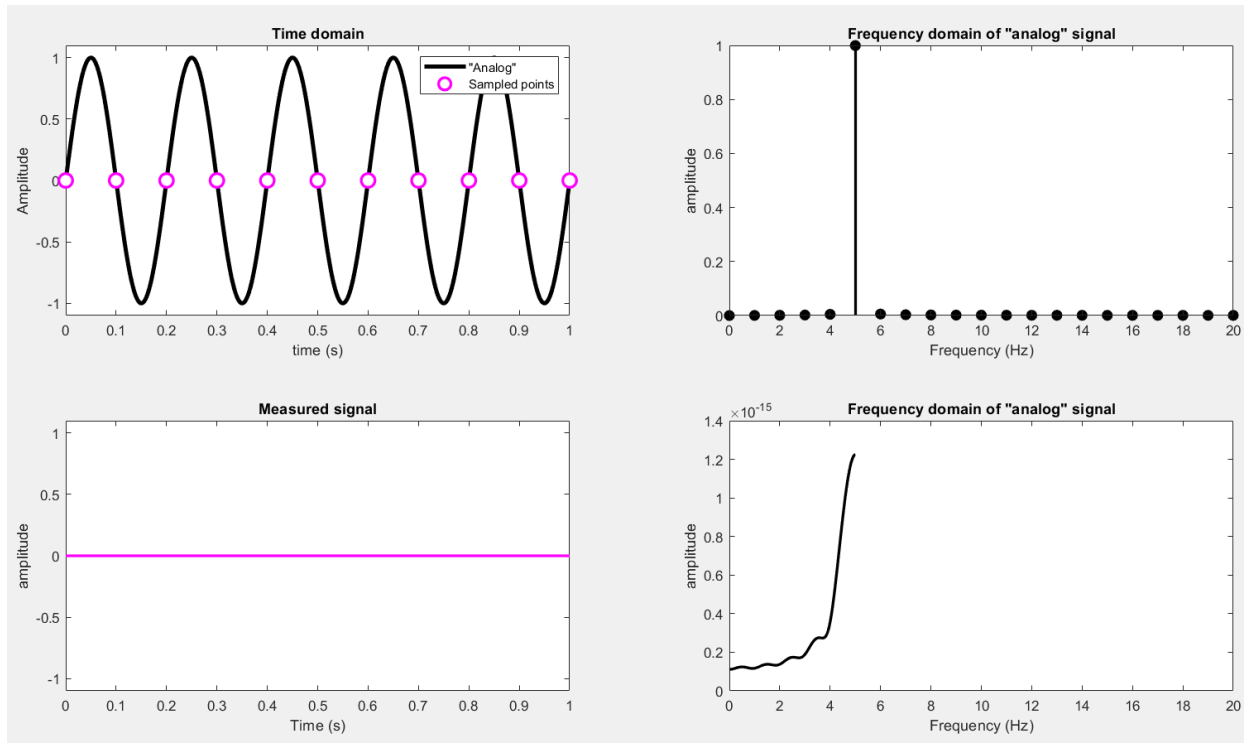 Time domain
"Analog"
Sampled points
Amplitude
1
0.5
0
-0.5
-1
0 0.1 0.2 0.3 0.4 0.5 0.6 0.7 0.8 0.9 1
time (s)
Frequency domain of "analog" signal
amplitude
1
0.8
0.6
0.4
0.2
0
0 2 4 6 8 10 12 14 16 18 20
Frequency (Hz)
Measured signal
amplitude
1
0.5
0
-0.5
-1
0 0.1 0.2 0.3 0.4 0.5 0.6 0.7 0.8 0.9 1
Time (s)
Frequency domain of "analog" signal
×10⁻¹⁵
amplitude
1.4
1.2
1
0.8
0.6
0.4
0.2
0
0 2 4 6 8 10 12 14 16 18 20
Frequency (Hz)